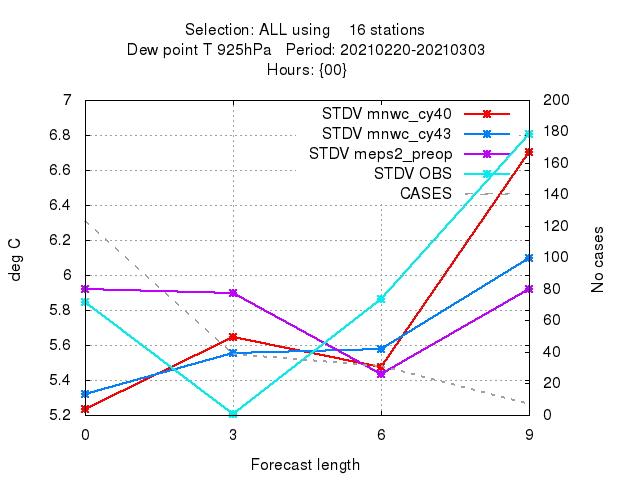 Selection: ALL using 16 stations
Dew point T 925hPa Period: 20210220-20210303
Hours: {00}
7
6.8
6.6
6.4
6.2
6
5.8
5.6
5.4
5.2
deg C
STDV mnwc_cy40
STDV mnwc_cy43
STDV meps2_preop
STDV OBS
CASES
200
180
160
140
120
100
80
60
40
20
0
No cases
0 3 6 9
Forecast length